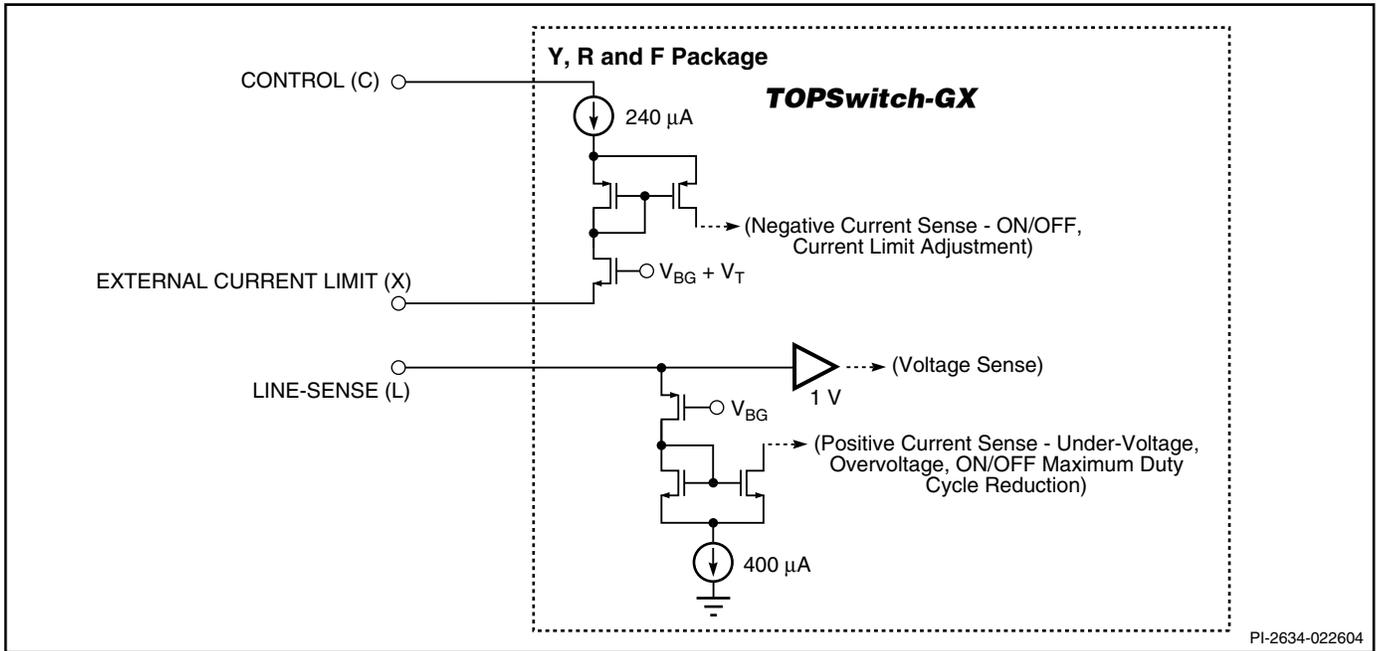 Y, R and F Package
TOPSwitch-GX
CONTROL (C)
240 μA
(Negative Current Sense - ON/OFF,
Current Limit Adjustment)
V_BG + V_T
EXTERNAL CURRENT LIMIT (X)
LINE-SENSE (L)
(Voltage Sense)
1 V
V_BG
(Positive Current Sense - Under-Voltage,
Overvoltage, ON/OFF Maximum Duty
Cycle Reduction)
400 μA
PI-2634-022604